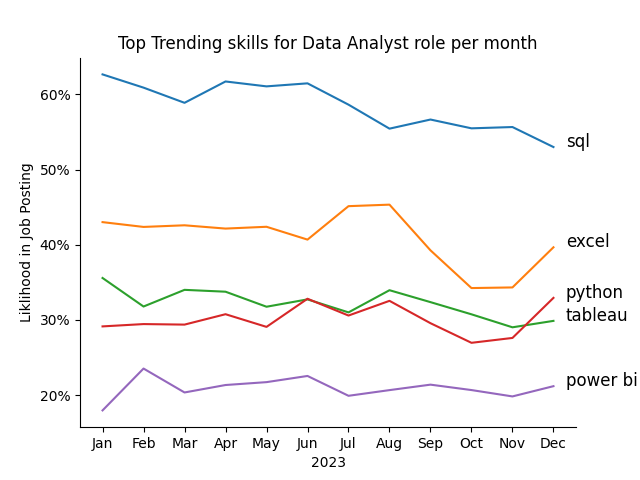 Top Trending skills for Data Analyst role per month
Liklihood in Job Posting
60%
50%
40%
30%
20%
sql
excel
python
tableau
power bi
Jan Feb Mar Apr May Jun Jul Aug Sep Oct Nov Dec
2023